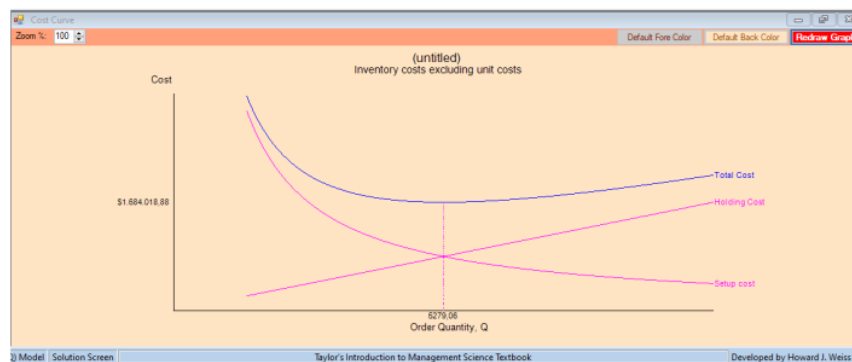 Cost Curve
Zoom %: 100 Default Fore Color Default Back Color Redraw Graph
(untitled)
Inventory costs excluding unit costs
Cost
Total Cost
$1.684.018,88
Holding Cost
Setup cost
6279,06
Order Quantity, Q
) Model Solution Screen Taylor's Introduction to Management Science Textbook Developed by Howard J. Weiss